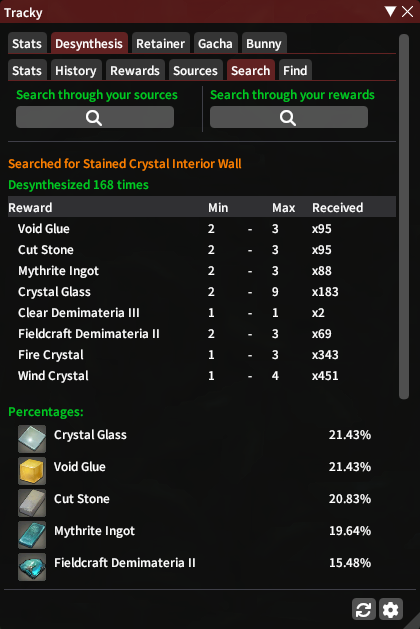 Tracky
Stats Desynthesis Retainer Gacha Bunny
Stats History Rewards Sources Search Find
Search through your sources Search through your rewards
Searched for Stained Crystal Interior Wall
Desynthesized 168 times
Reward Min Max Received
Void Glue 2 - 3 x95
Cut Stone 2 - 3 x95
Mythrite Ingot 2 - 3 x88
Crystal Glass 2 - 9 x183
Clear Demimateria III 1 - 1 x2
Fieldcraft Demimateria II 2 - 3 x69
Fire Crystal 1 - 3 x343
Wind Crystal 1 - 4 x451
Percentages:
Crystal Glass 21.43%
Void Glue 21.43%
Cut Stone 20.83%
Mythrite Ingot 19.64%
Fieldcraft Demimateria II 15.48%